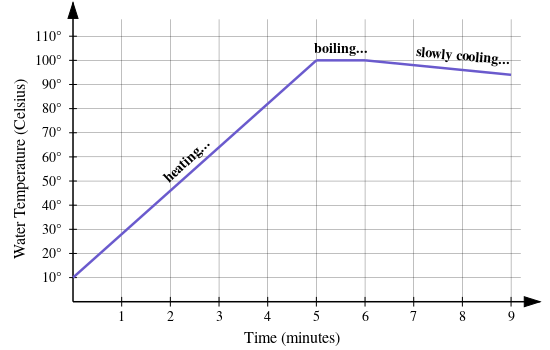 Water Temperature (Celsius)
110°
100°
90°
80°
70°
60°
50°
40°
30°
20°
10°
heating...
boiling...
slowly cooling...
1 2 3 4 5 6 7 8 9
Time (minutes)